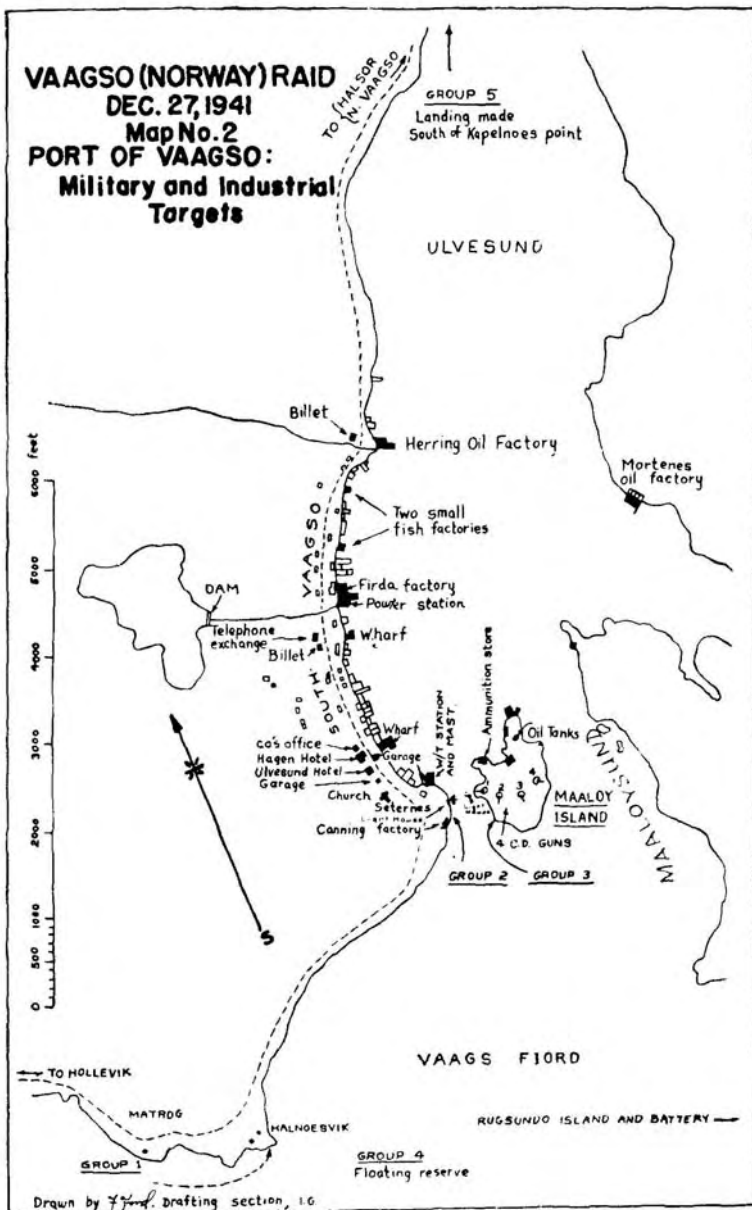 VAAGSO (NORWAY) RAID
DEC. 27, 1941
Map No. 2
PORT OF VAAGSO:
Military and Industrial
Targets
TO HALSOR
N. VAAGSO
GROUP 5
Landing made
South of Kapelnoes point
ULVESUND
Billet
Herring Oil Factory
Mortenes
oil factory
Two small
fish factories
SOUTH VAAGSO
Firda factory
Power station
DAM
Telephone
exchange
Billet
Wharf
Wharf
CO's office
Hagen Hotel
Ulvesund Hotel
Garage
Church
Garage
W/T STATION
AND MAST
Ammunition store
Oil Tanks
Seternes
Light House
Canning factory
2
3
4
MAALOY
ISLAND
4 C.D. GUNS
GROUP 2
GROUP 3
MAALOYSUND
6000 feet
5000
4000
3000
2000
1000
500
0
S
VAAGS FIORD
TO HOLLEVIK
MATROG
HALNOESVIK
GROUP 1
GROUP 4
Floating reserve
RUGSUNDO ISLAND AND BATTERY
Drawn by Drafting section, I.G.